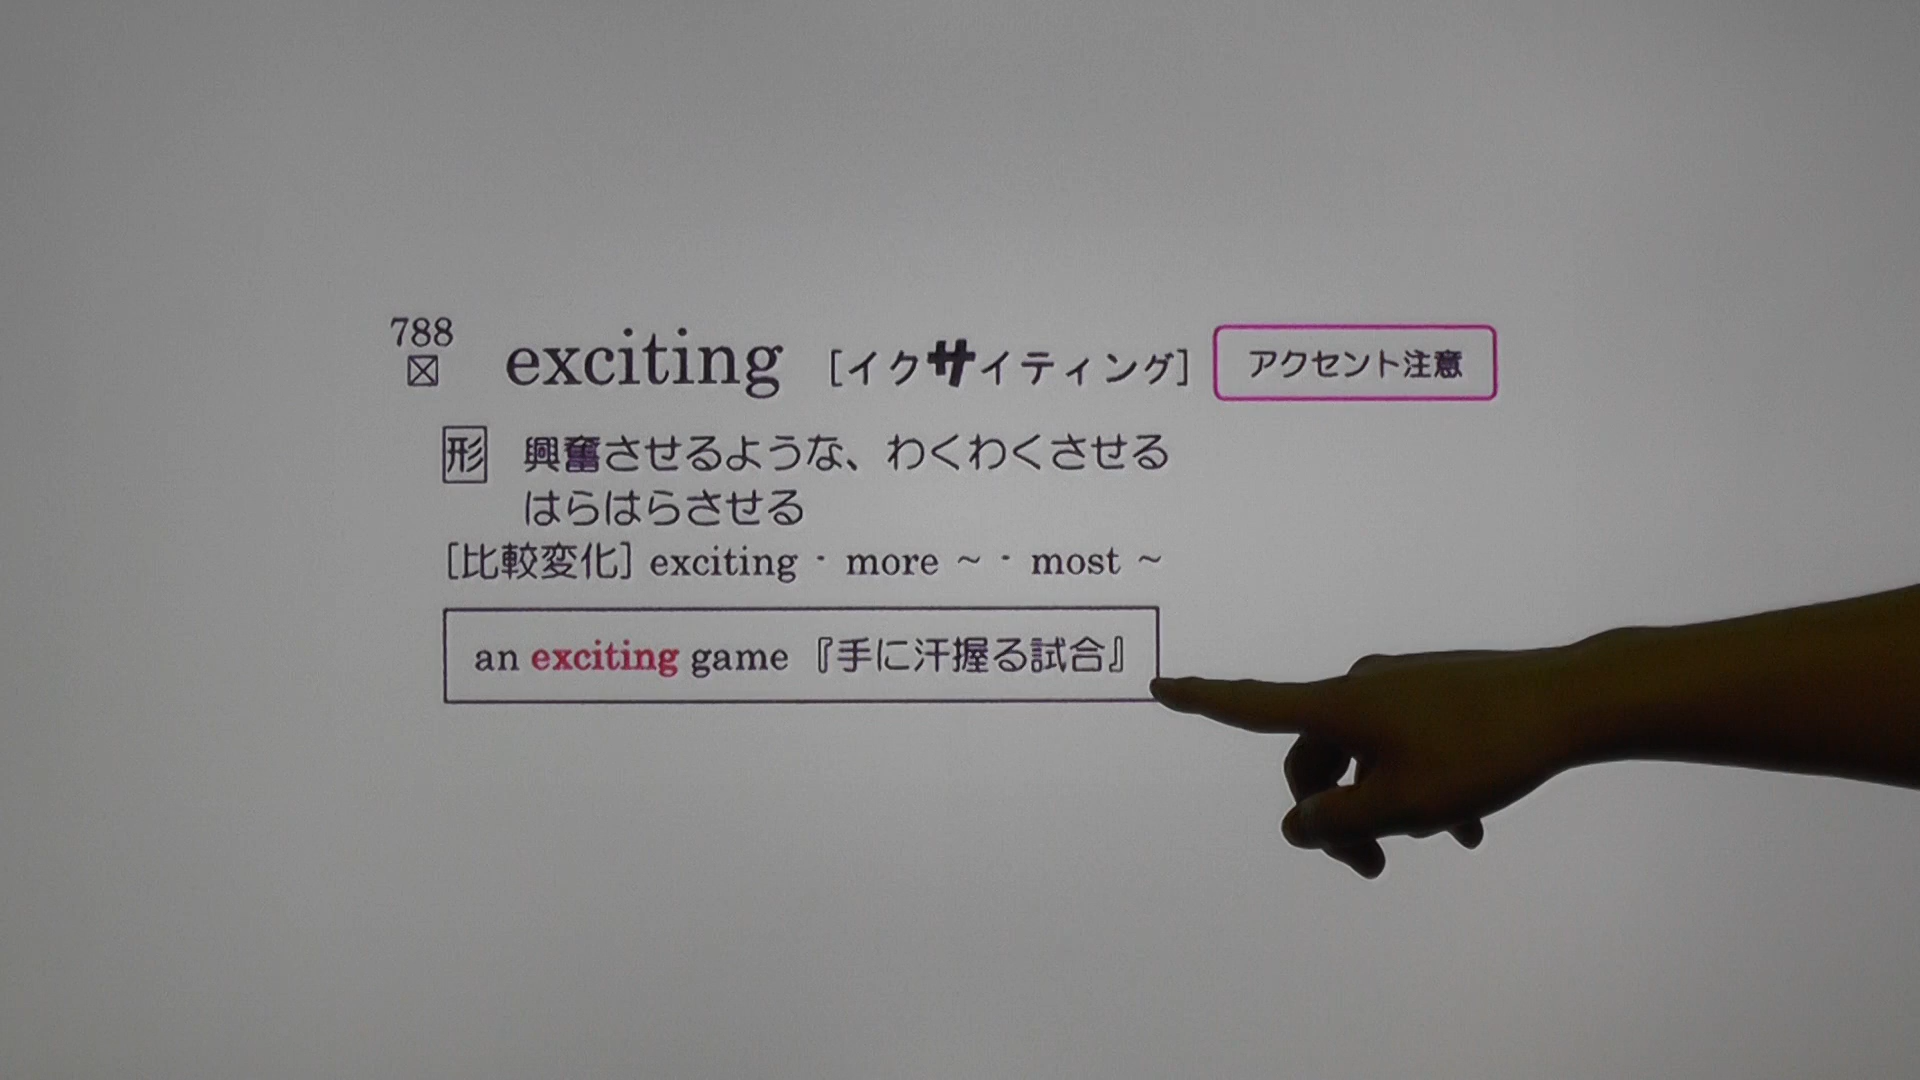 788
exciting [イクサイティング] アクセント注意
形 興奮させるような、わくわくさせる
はらはらさせる
[比較変化] exciting - more ~ - most ~
an exciting game 『手に汗握る試合』